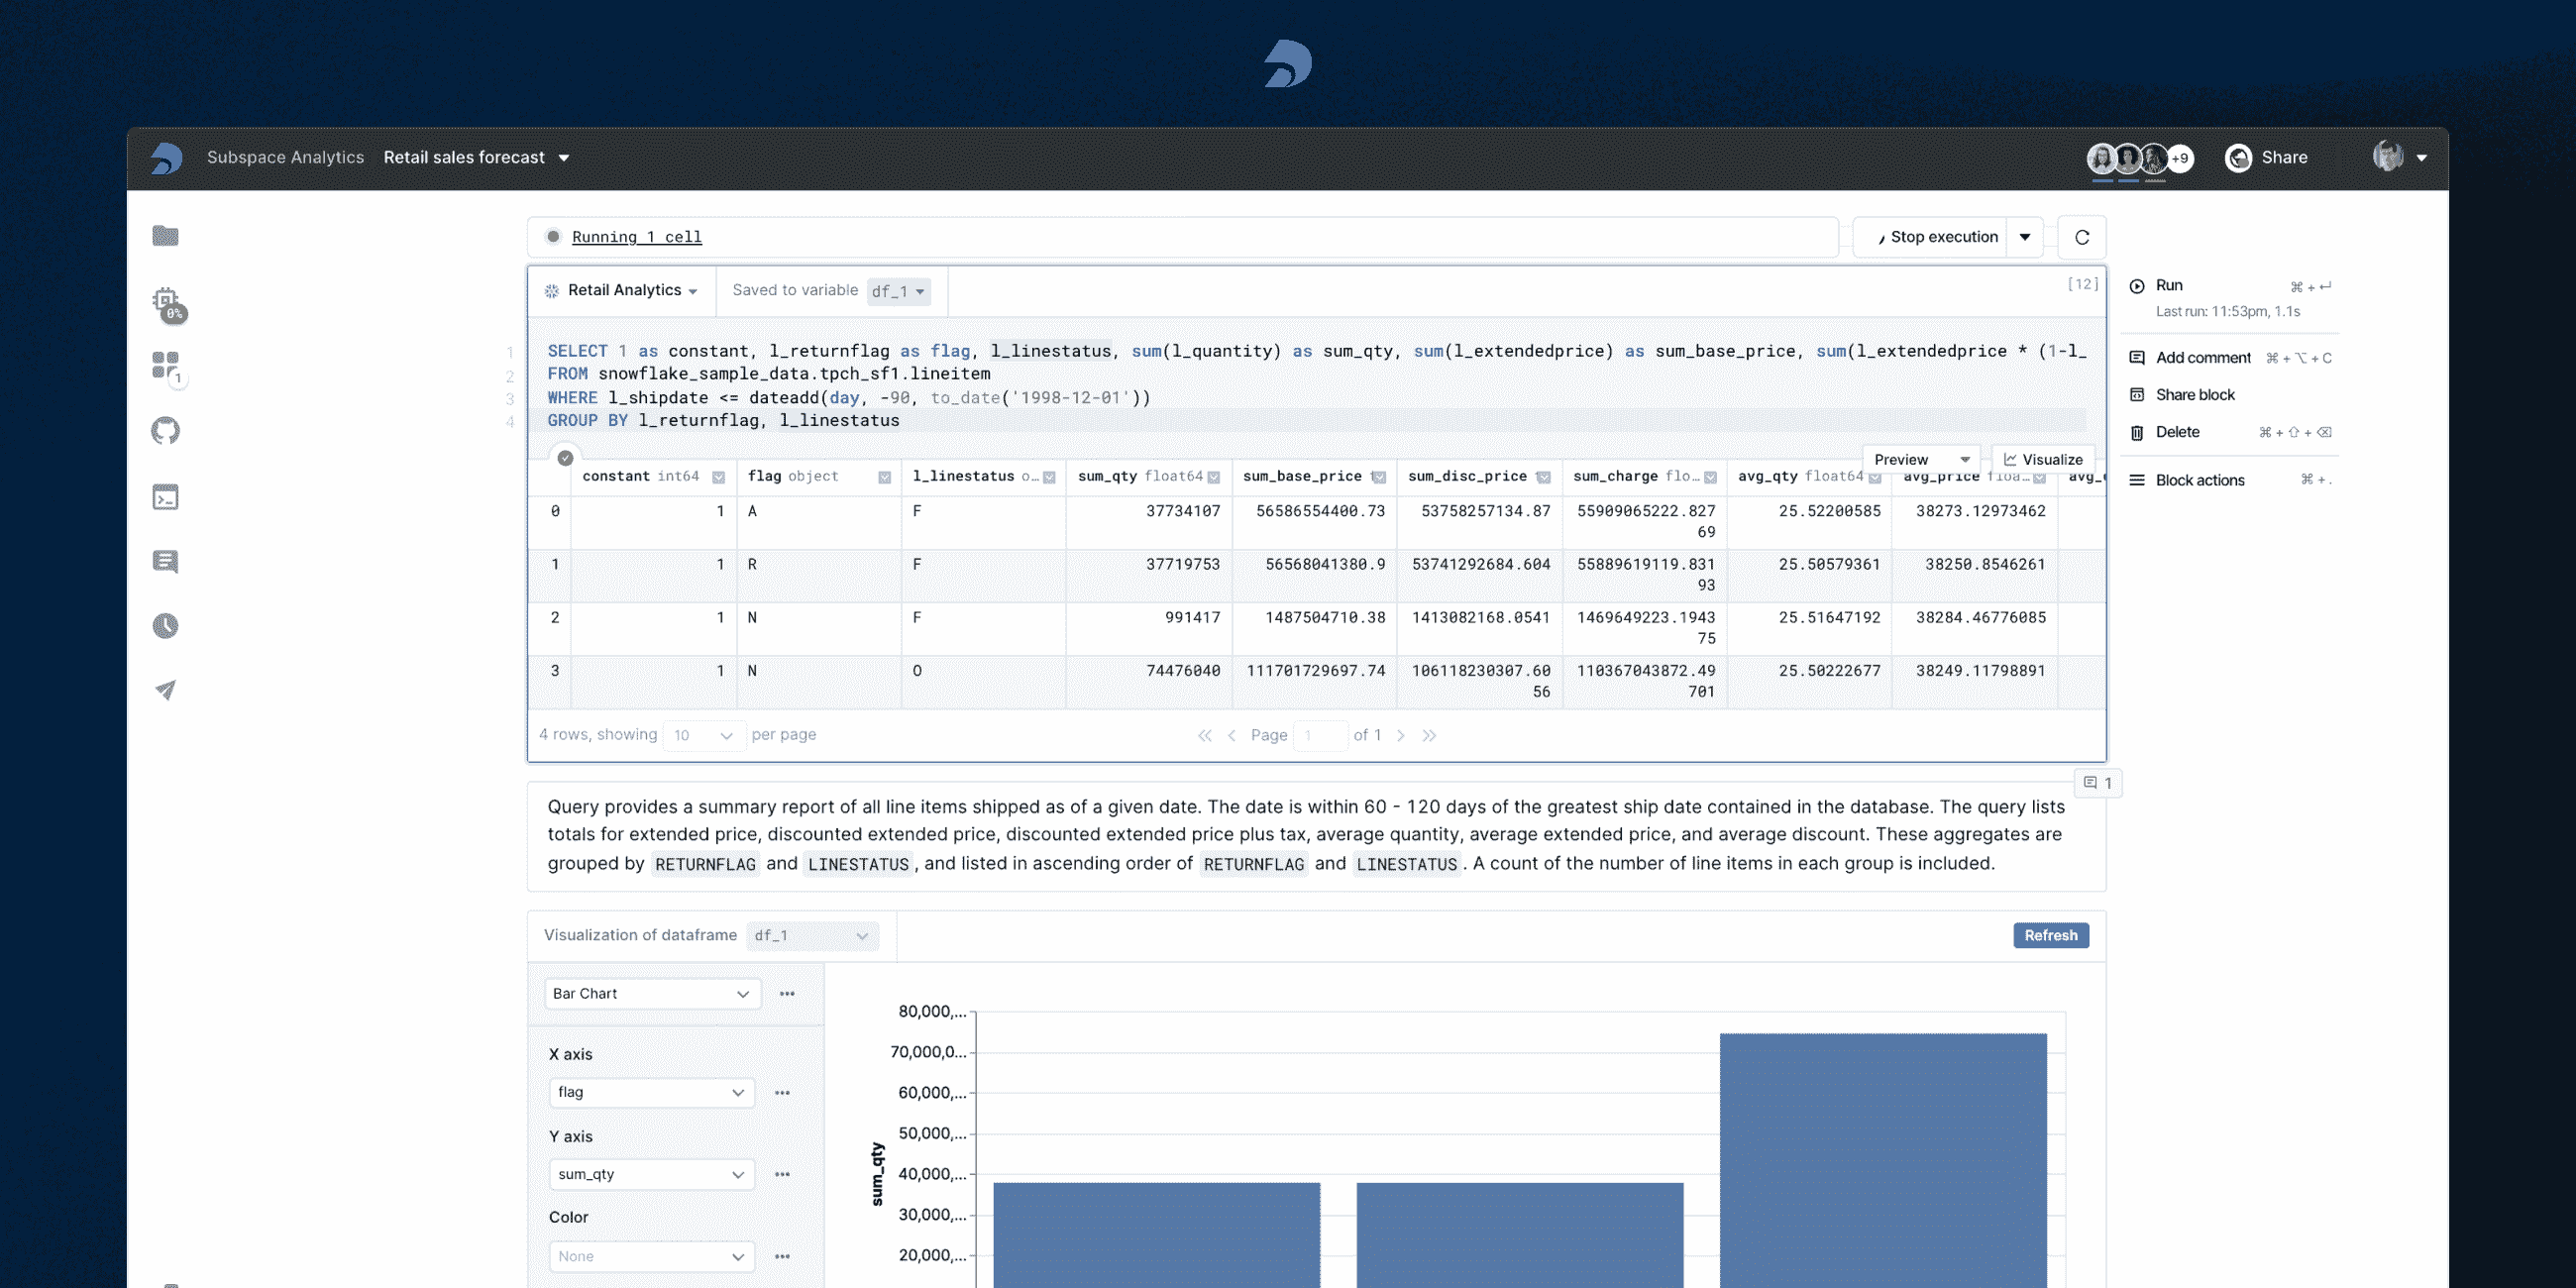 Subspace Analytics Retail sales forecast +9 Share
0%
1
Running 1 cell Stop execution
Retail Analytics Saved to variable df_1 [12]
1 SELECT 1 as constant, l_returnflag as flag, l_linestatus, sum(l_quantity) as sum_qty, sum(l_extendedprice) as sum_base_price, sum(l_extendedprice * (1-l_
2 FROM snowflake_sample_data.tpch_sf1.lineitem
3 WHERE l_shipdate <= dateadd(day, -90, to_date('1998-12-01'))
4 GROUP BY l_returnflag, l_linestatus
Preview Visualize
constant int64 flag object l_linestatus o… sum_qty float64 sum_base_price sum_disc_price sum_charge flo… avg_qty float64 avg_price floa…
0 1 A F 37734107 56586554400.73 53758257134.87 55909065222.827 25.52200585 38273.12973462
69
1 1 R F 37719753 56568041380.9 53741292684.604 55889619119.831 25.50579361 38250.8546261
93
2 1 N F 991417 1487504710.38 1413082168.0541 1469649223.1943 25.51647192 38284.46776085
75
3 1 N O 74476040 111701729697.74 106118230307.60 110367043872.49 25.50222677 38249.11798891
56 701
4 rows, showing 10 per page Page 1 of 1
Run ⌘ + ↵
Last run: 11:53pm, 1.1s
Add comment ⌘ + ⌥ + C
Share block
Delete ⌘ + ⇧ + ⌫
Block actions ⌘ + .
1
Query provides a summary report of all line items shipped as of a given date. The date is within 60 - 120 days of the greatest ship date contained in the database. The query lists
totals for extended price, discounted extended price, discounted extended price plus tax, average quantity, average extended price, and average discount. These aggregates are
grouped by RETURNFLAG and LINESTATUS, and listed in ascending order of RETURNFLAG and LINESTATUS. A count of the number of line items in each group is included.
Visualization of dataframe df_1 Refresh
Bar Chart
X axis
flag
Y axis
sum_qty
Color
None
sum_qty
80,000,...
70,000,0...
60,000,...
50,000,...
40,000,...
30,000,...
20,000,...